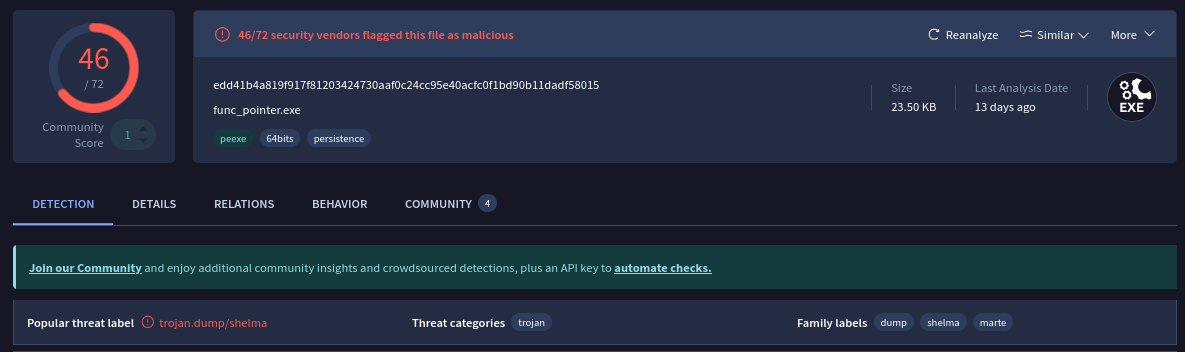 46
/ 72
Community
Score
1
46/72 security vendors flagged this file as malicious
Reanalyze
Similar
More
edd41b4a819f917f81203424730aaf0c24cc95e40acfc0f1bd90b11dadf58015
func_pointer.exe
peexe
64bits
persistence
Size
23.50 KB
Last Analysis Date
13 days ago
EXE
DETECTION
DETAILS
RELATIONS
BEHAVIOR
COMMUNITY
4
Join our Community and enjoy additional community insights and crowdsourced detections, plus an API key to automate checks.
Popular threat label
trojan.dump/shelma
Threat categories
trojan
Family labels
dump
shelma
marte